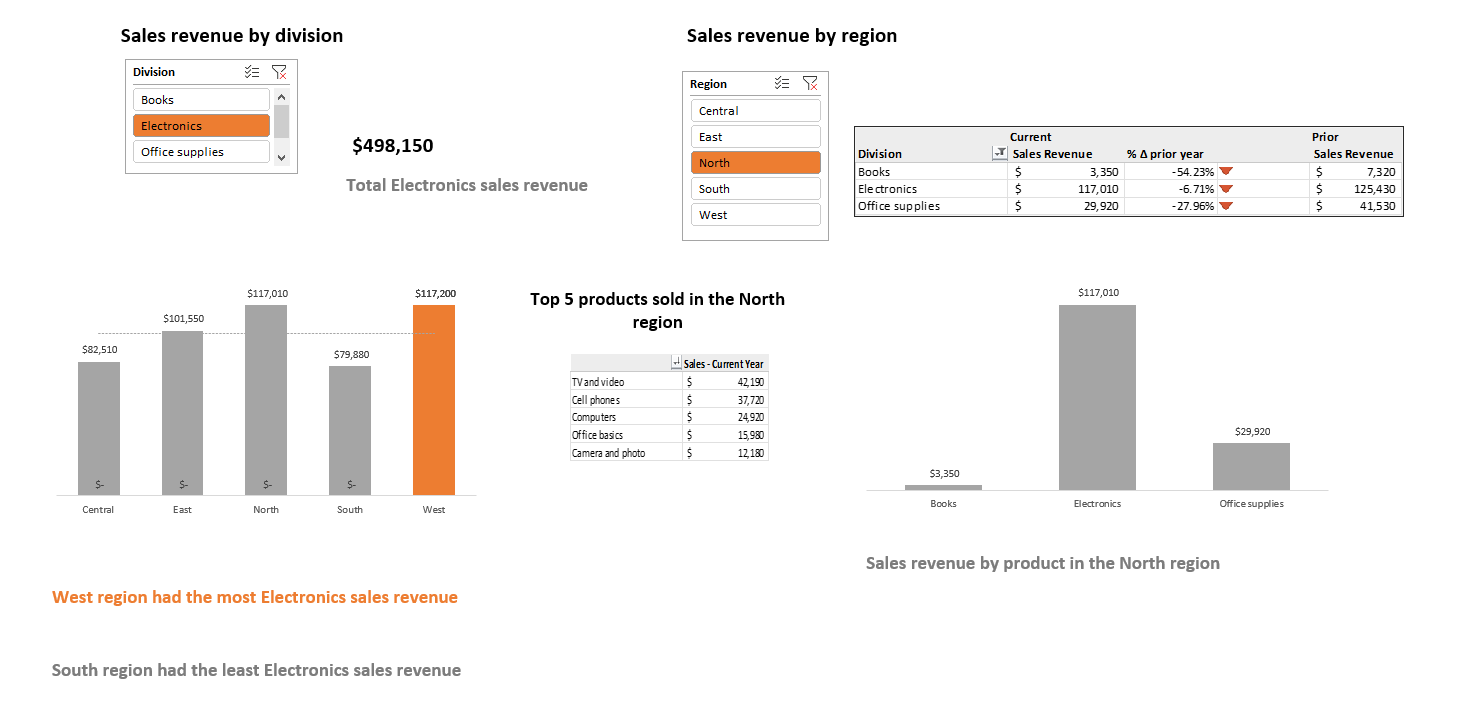 Sales revenue by division
Division
Books
Electronics
Office supplies
$498,150
Total Electronics sales revenue
Sales revenue by region
Region
Central
East
North
South
West
Current Prior
Division Sales Revenue % Δ prior year Sales Revenue
Books $ 3,350 -54.23% $ 7,320
Electronics $ 117,010 -6.71% $ 125,430
Office supplies $ 29,920 -27.96% $ 41,530
$82,510
$101,550
$117,010
$79,880
$117,200
$- $- $- $-
Central East North South West
West region had the most Electronics sales revenue
South region had the least Electronics sales revenue
Top 5 products sold in the North
region
Sales - Current Year
TV and video $ 42,190
Cell phones $ 37,720
Computers $ 24,920
Office basics $ 15,980
Camera and photo $ 12,180
$3,350
$117,010
$29,920
Books Electronics Office supplies
Sales revenue by product in the North region